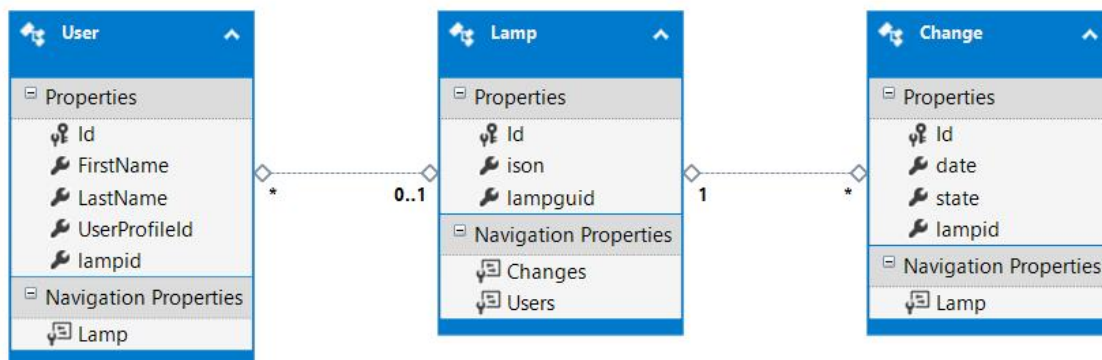 User
Properties
Id
FirstName
LastName
UserProfileId
lampid
Navigation Properties
Lamp
*
0..1
Lamp
Properties
Id
ison
lampguid
Navigation Properties
Changes
Users
1
*
Change
Properties
Id
date
state
lampid
Navigation Properties
Lamp